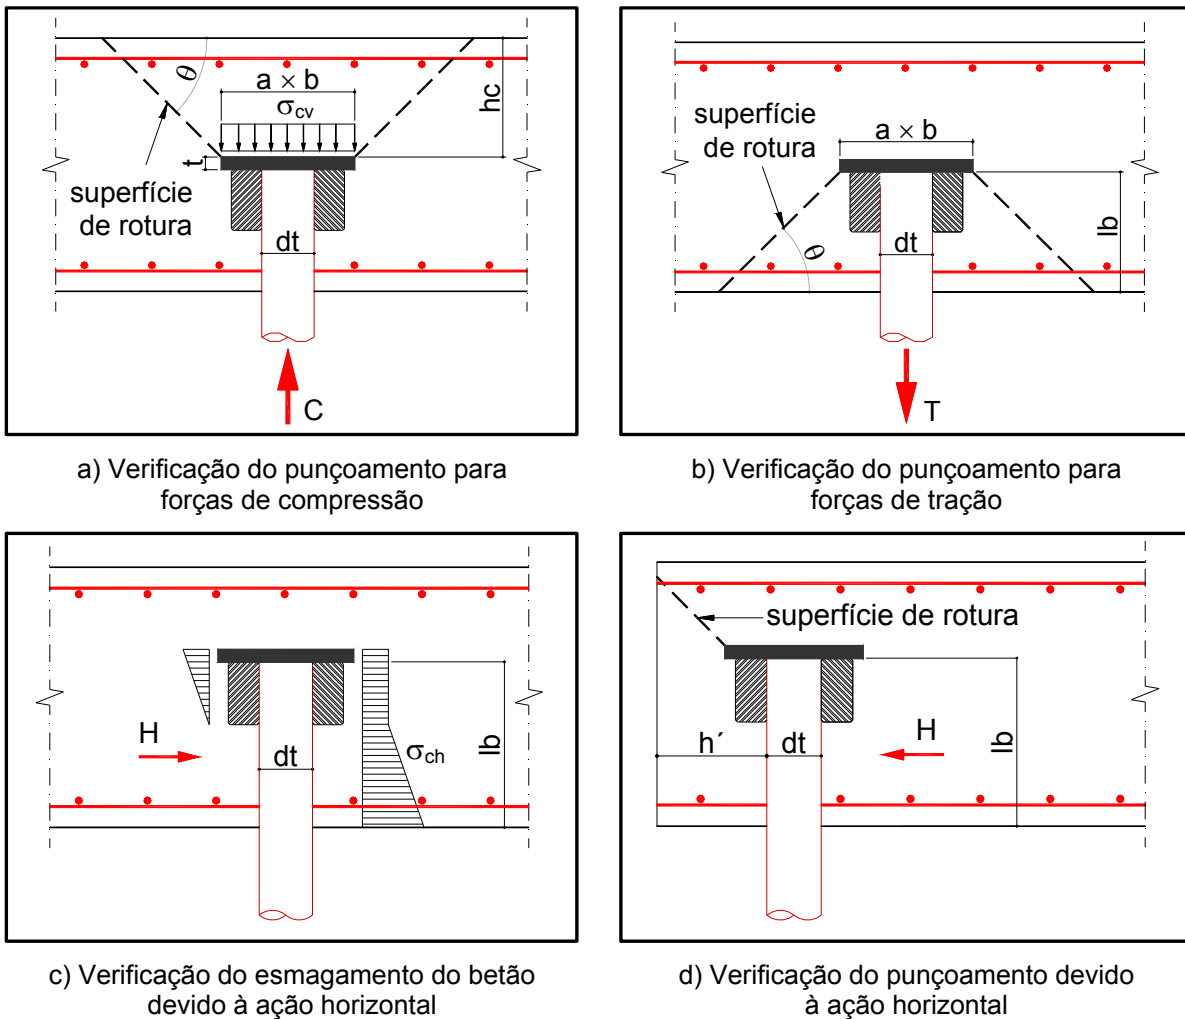 θ
a × b
σcv
hc
t
superfície
de rotura
dt
C
a) Verificação do punçoamento para
forças de compressão
superfície
de rotura
a × b
θ
dt
lb
T
b) Verificação do punçoamento para
forças de tração
H
dt
σch
lb
c) Verificação do esmagamento do betão
devido à ação horizontal
superfície de rotura
h´
dt
H
lb
d) Verificação do punçoamento devido
à ação horizontal